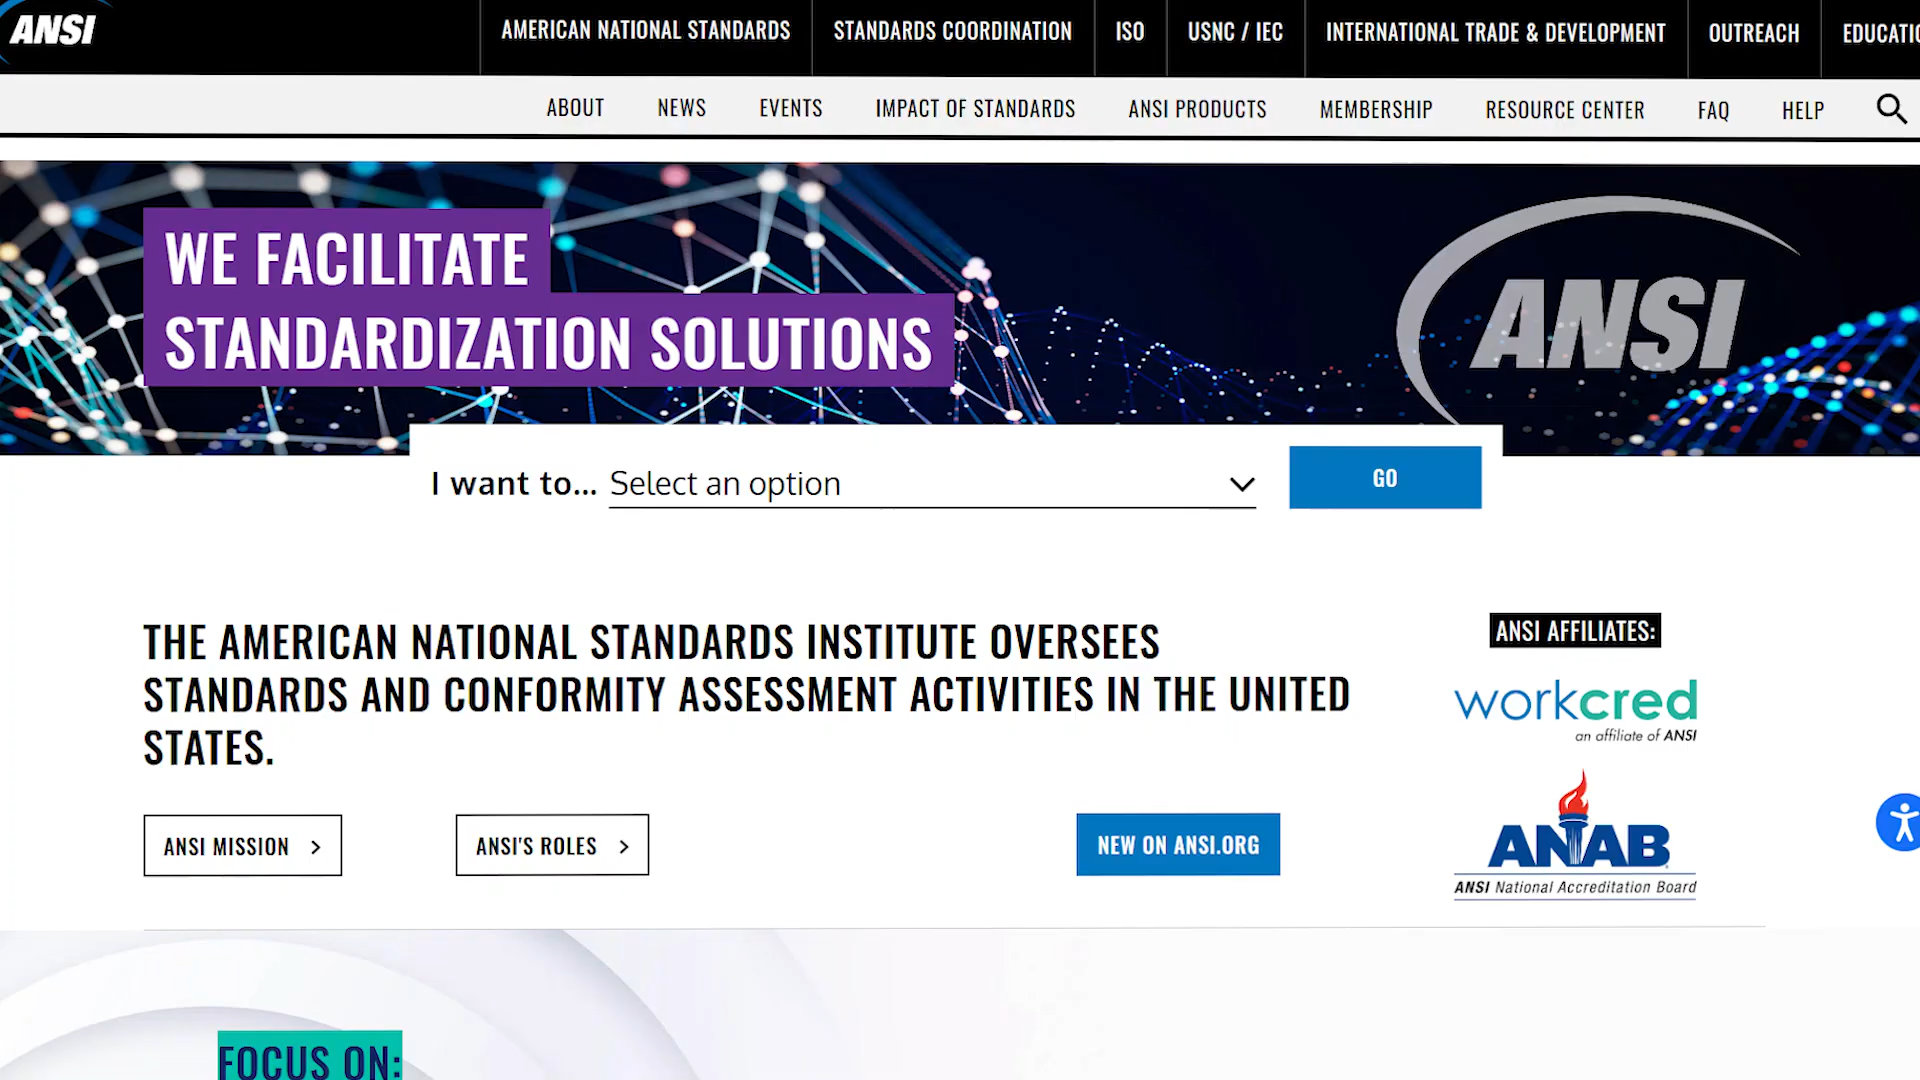 ANSI
AMERICAN NATIONAL STANDARDS
STANDARDS COORDINATION
ISO
USNC / IEC
INTERNATIONAL TRADE & DEVELOPMENT
OUTREACH
EDUCATIO
ABOUT
NEWS
EVENTS
IMPACT OF STANDARDS
ANSI PRODUCTS
MEMBERSHIP
RESOURCE CENTER
FAQ
HELP
WE FACILITATE
STANDARDIZATION SOLUTIONS
ANSI
I want to... Select an option
GO
THE AMERICAN NATIONAL STANDARDS INSTITUTE OVERSEES
STANDARDS AND CONFORMITY ASSESSMENT ACTIVITIES IN THE UNITED
STATES.
ANSI MISSION
ANSI'S ROLES
NEW ON ANSI.ORG
ANSI AFFILIATES:
workcred
an affiliate of ANSI
ANAB
ANSI National Accreditation Board
FOCUS ON: